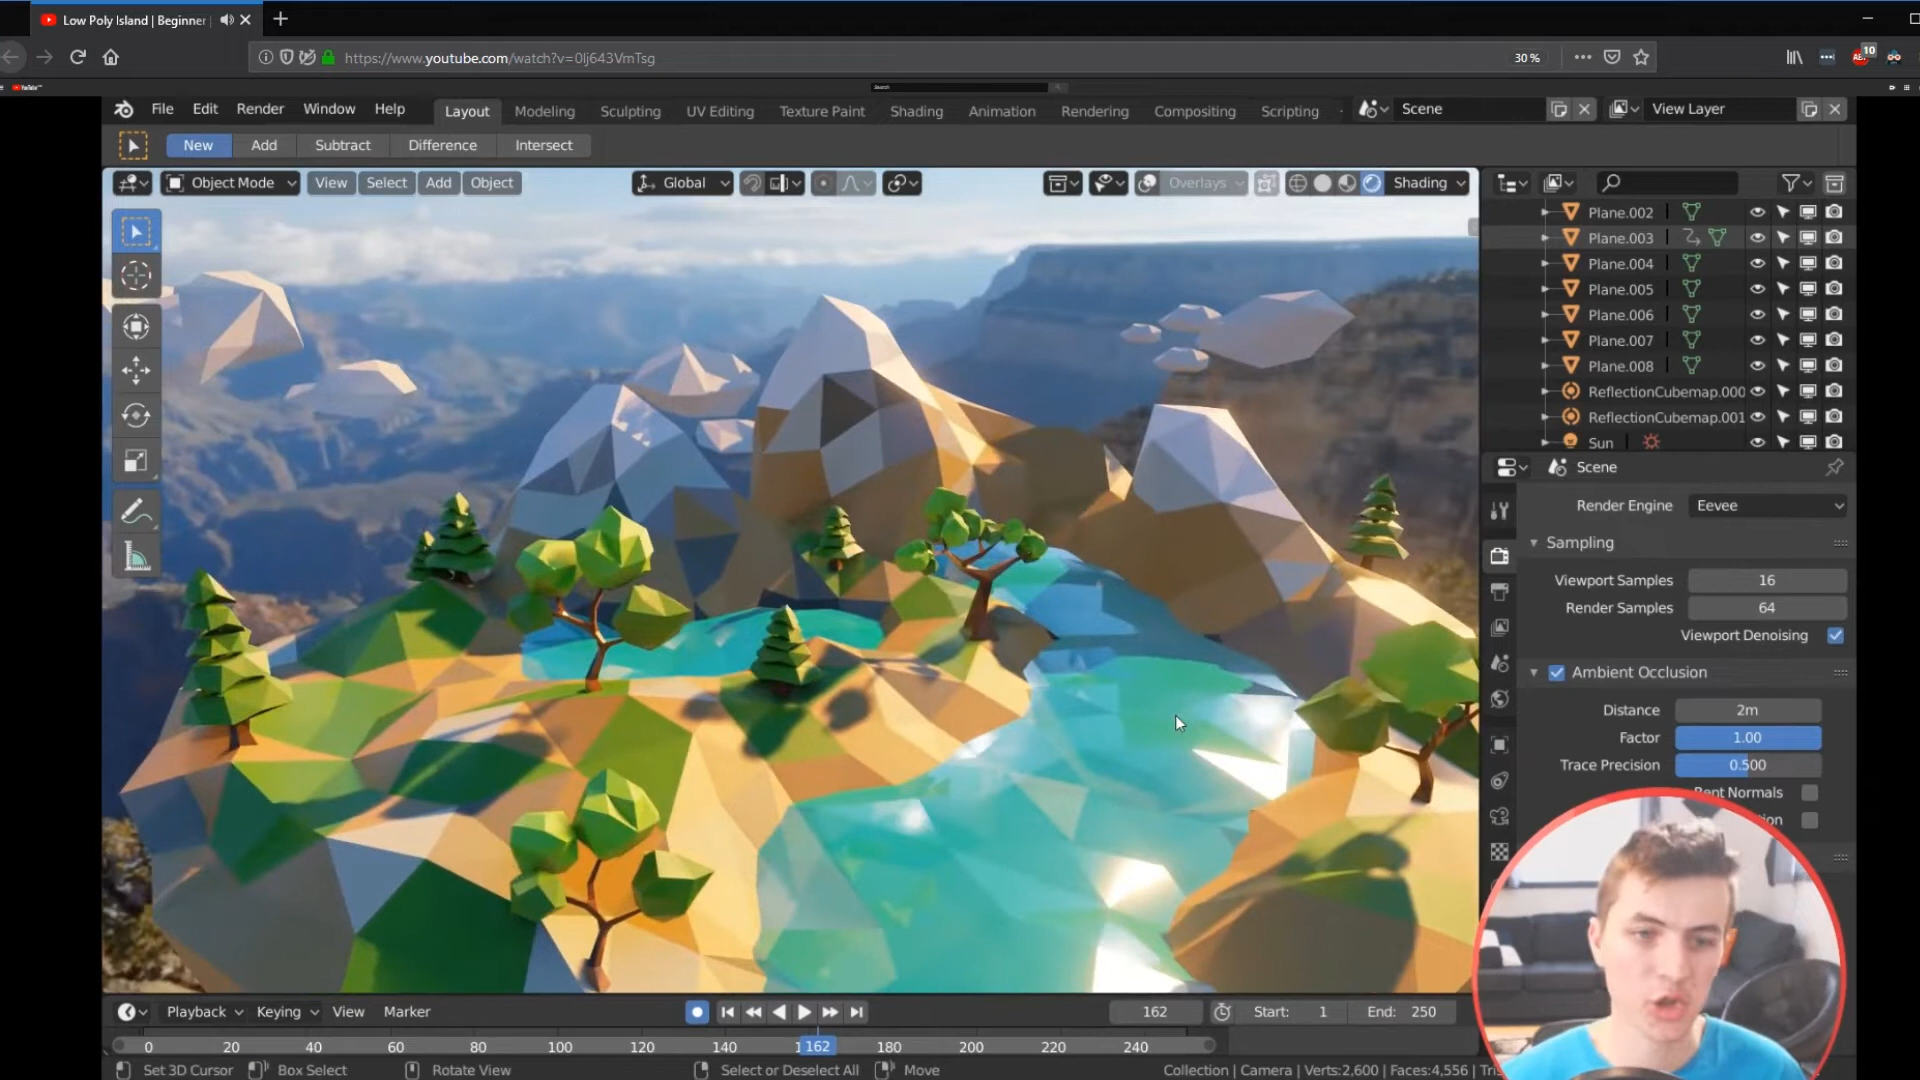 Low Poly Island | Beginner
https://www.youtube.com/watch?v=0lj643VmTsg
30%
10
File Edit Render Window Help
Layout Modeling Sculpting UV Editing Texture Paint Shading Animation Rendering Compositing Scripting
Scene
View Layer
New Add Subtract Difference Intersect
Object Mode View Select Add Object
Global
Overlays
Shading
Plane.002
Plane.003
Plane.004
Plane.005
Plane.006
Plane.007
Plane.008
ReflectionCubemap.000
ReflectionCubemap.001
Sun
Scene
Render Engine Eevee
Sampling
Viewport Samples 16
Render Samples 64
Viewport Denoising
Ambient Occlusion
Distance 2m
Factor 1.00
Trace Precision 0.500
Bent Normals
Playback Keying View Marker
162
Start: 1
End: 250
0 20 40 60 80 100 120 140 162 180 200 220 240
Set 3D Cursor Box Select Rotate View Select or Deselect All Move
Collection | Camera | Verts:2,600 | Faces:4,556 |